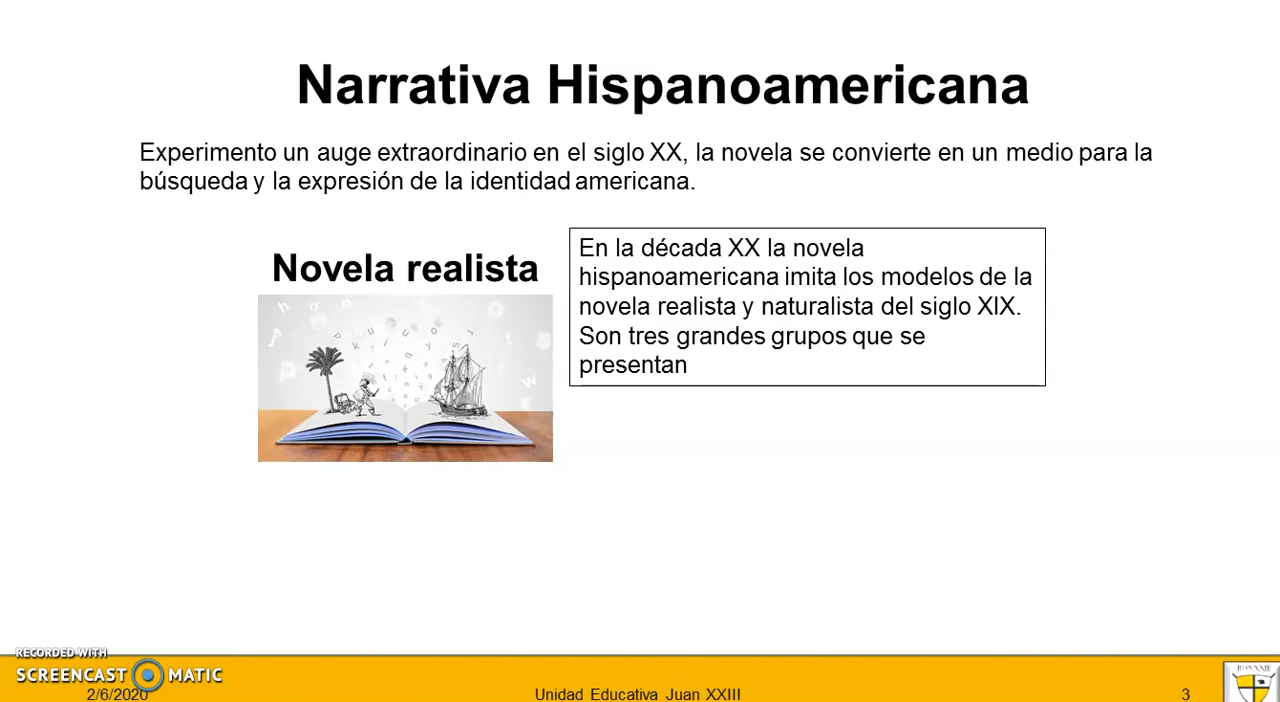 Narrativa Hispanoamericana
Experimento un auge extraordinario en el siglo XX, la novela se convierte en un medio para la
búsqueda y la expresión de la identidad americana.
Novela realista
En la década XX la novela
hispanoamericana imita los modelos de la
novela realista y naturalista del siglo XIX.
Son tres grandes grupos que se
presentan
RECORDED WITH
SCREENCAST MATIC
2/6/2020
Unidad Educativa Juan XXIII
3
JUAN XXIII